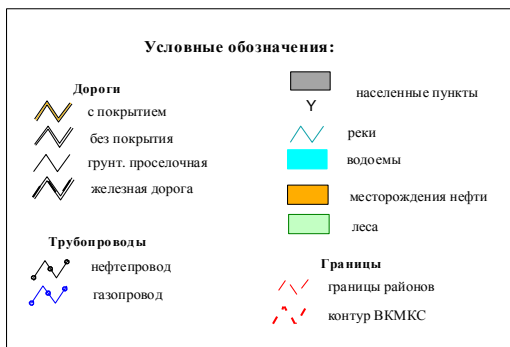 Условные обозначения:
Дороги
с покрытием
без покрытия
грунт. проселочная
железная дорога
Трубопроводы
нефтепровод
газопровод
Y
населенные пункты
реки
водоемы
месторождения нефти
леса
Границы
границы районов
контур ВКМКС